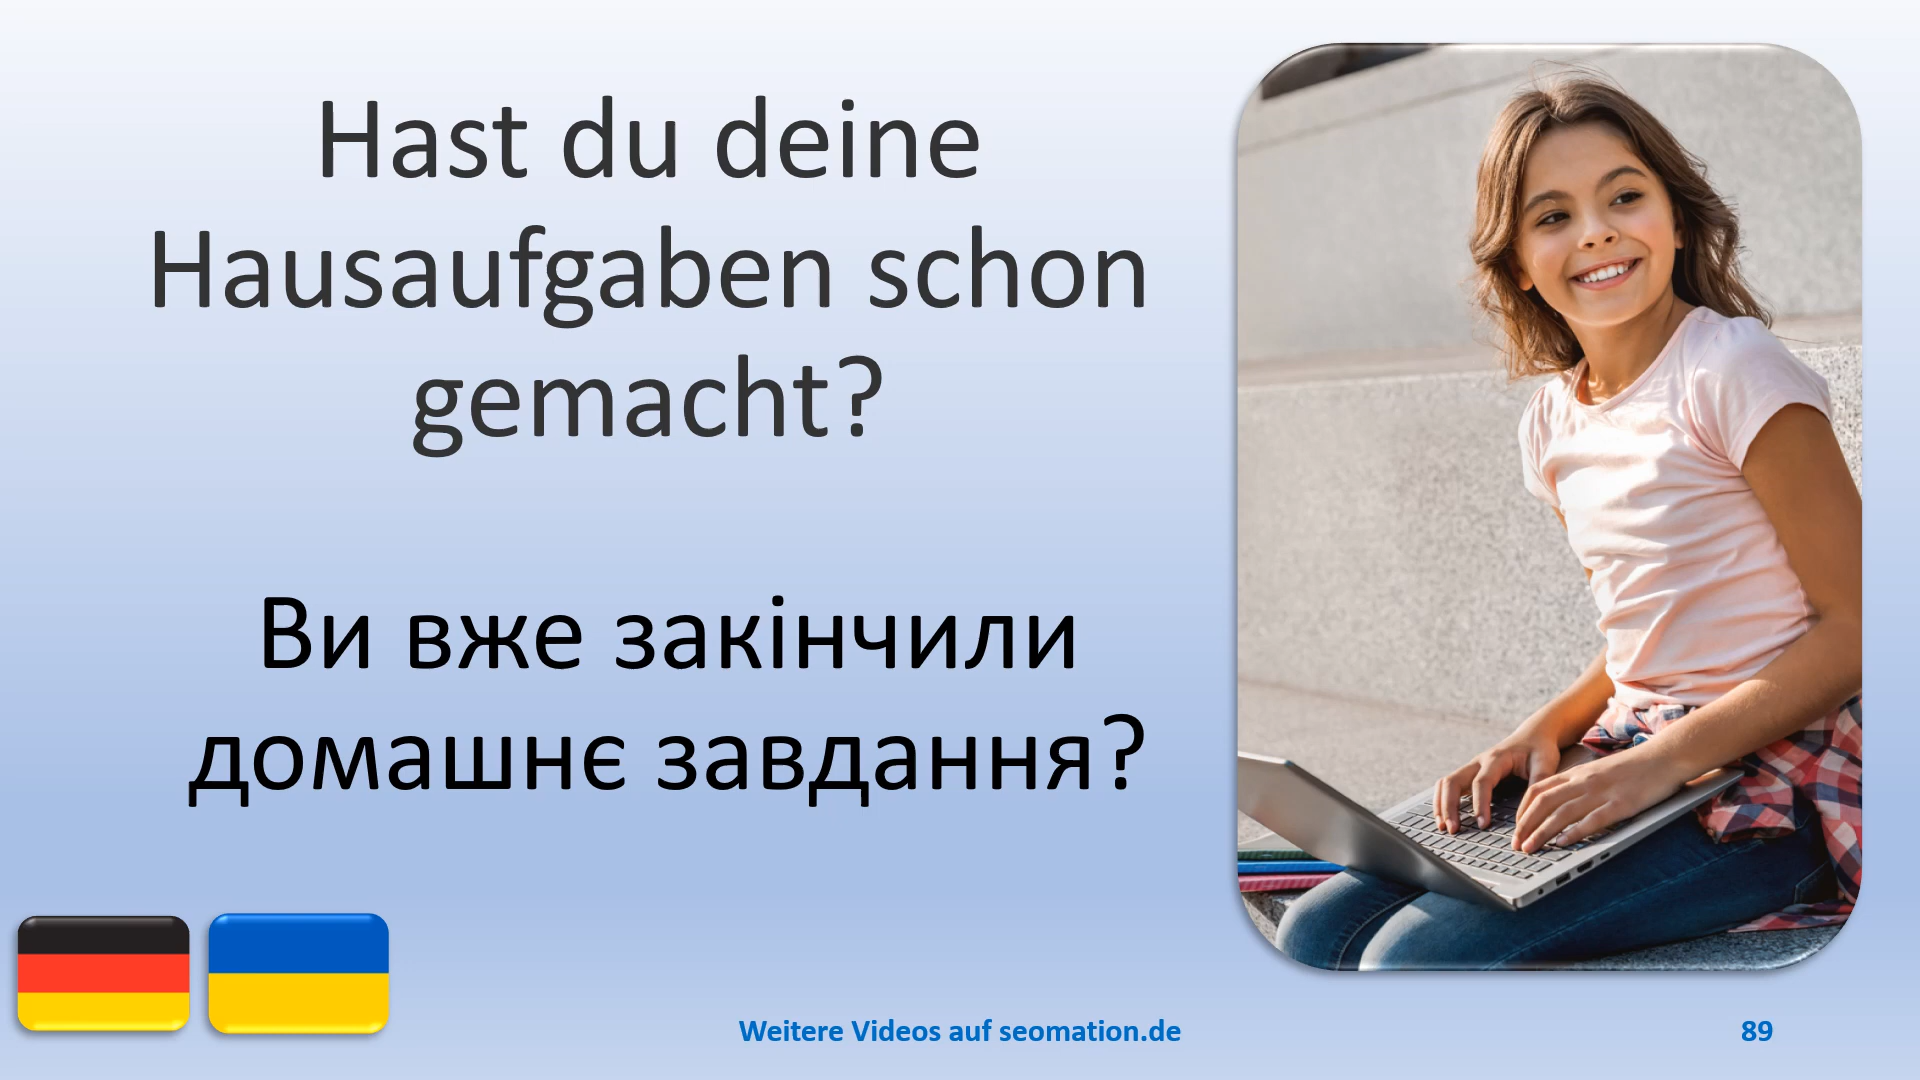 Hast du deine
Hausaufgaben schon
gemacht?
Ви вже закінчили
домашнє завдання?
Weitere Videos auf seomation.de
89